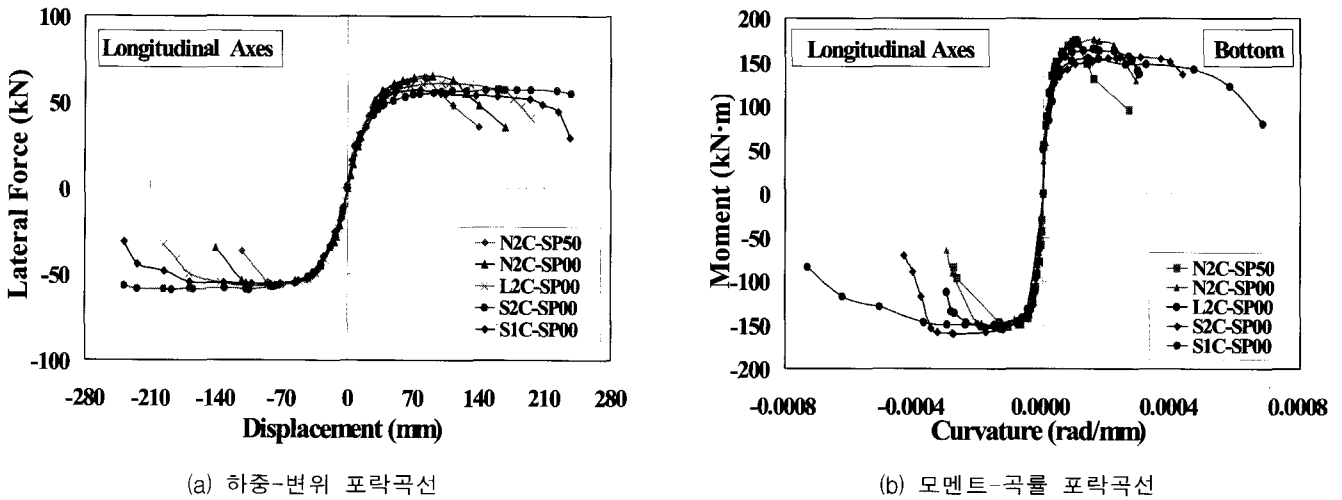 100
50
0
-50
-100
Lateral Force (kN)
Longitudinal Axes
N2C-SP50
N2C-SP00
L2C-SP00
S2C-SP00
S1C-SP00
-280 -210 -140 -70 0 70 140 210 280
Displacement (mm)
(a) 하중-변위 포락곡선
200
150
100
50
0
-50
-100
-150
-200
Moment (kN·m)
Longitudinal Axes
Bottom
N2C-SP50
N2C-SP00
L2C-SP00
S2C-SP00
S1C-SP00
-0.0008 -0.0004 0.0000 0.0004 0.0008
Curvature (rad/mm)
(b) 모멘트-곡률 포락곡선